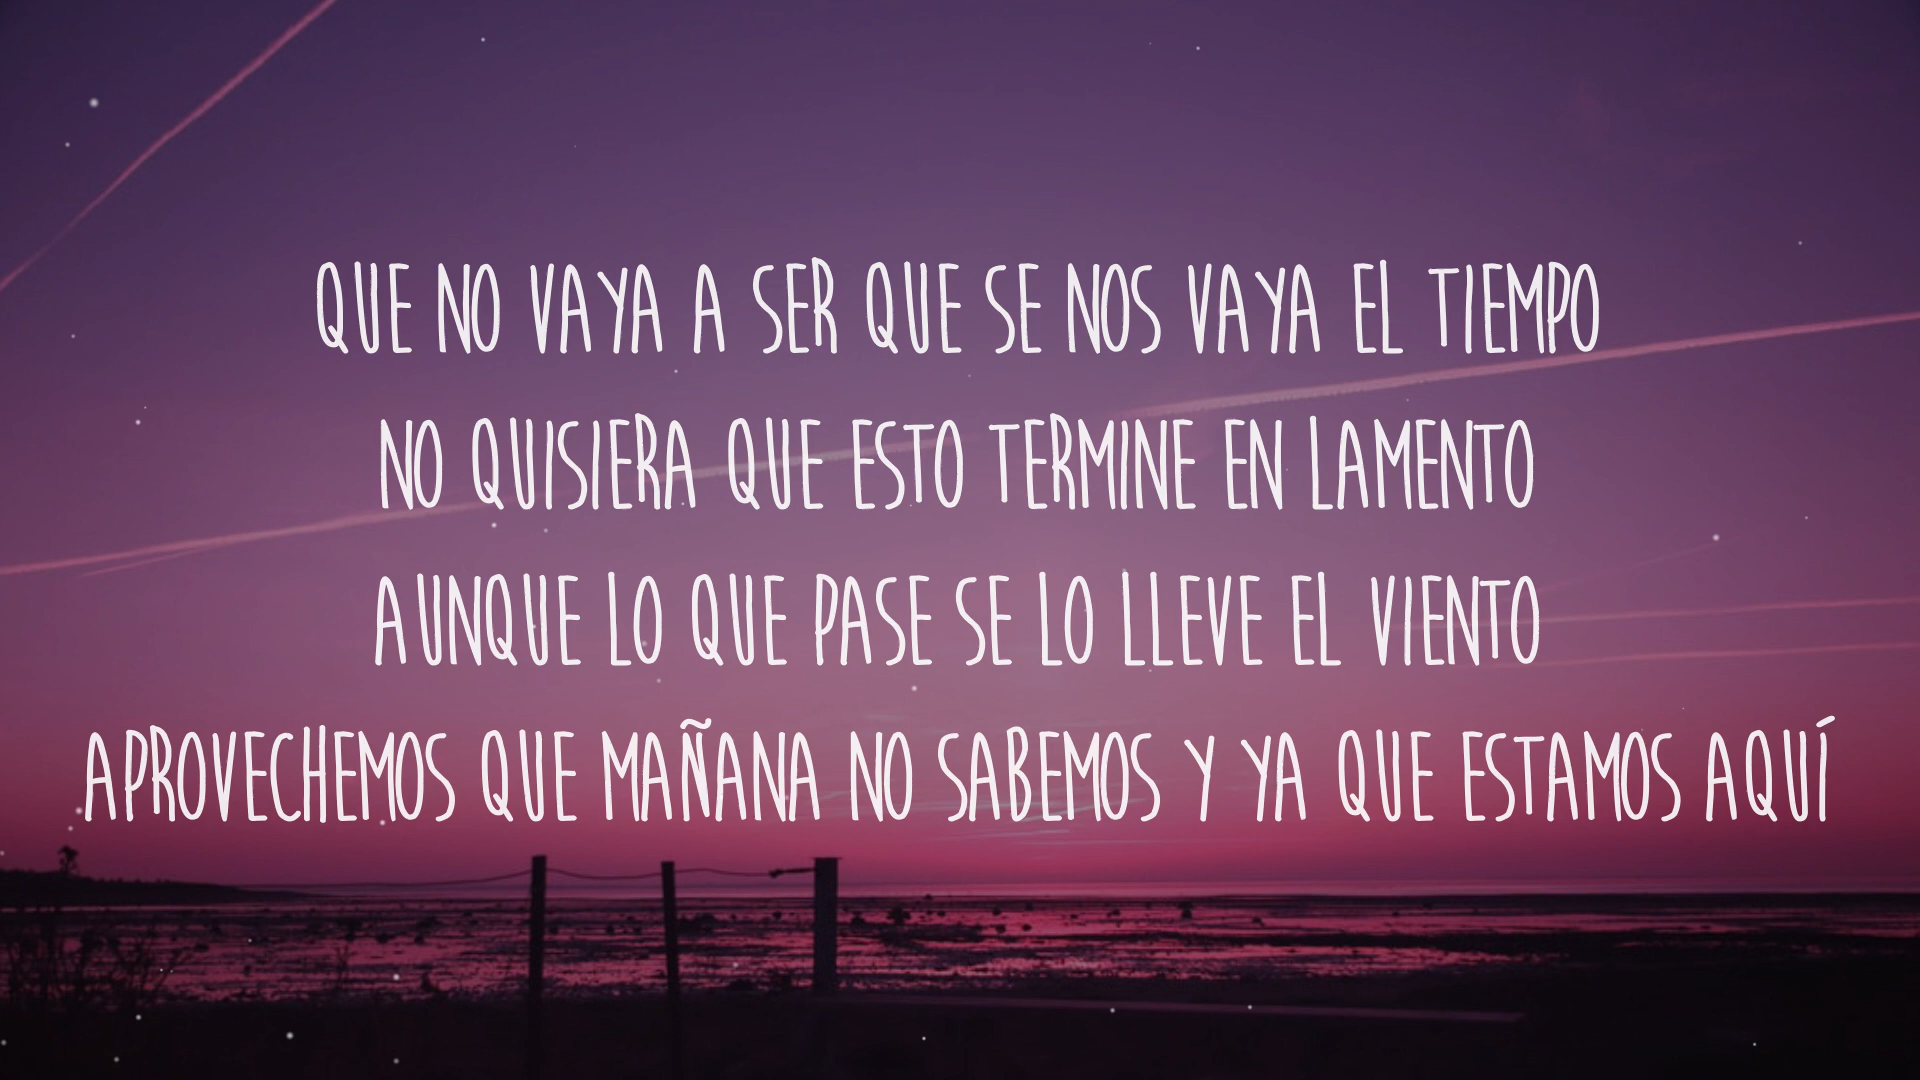 QUE NO VAYA A SER QUE SE NOS VAYA EL TIEMPO
NO QUISIERA QUE ESTO TERMINE EN LAMENTO
AUNQUE LO QUE PASE SE LO LLEVE EL VIENTO
APROVECHEMOS QUE MAÑANA NO SABEMOS Y YA QUE ESTAMOS AQUÍ